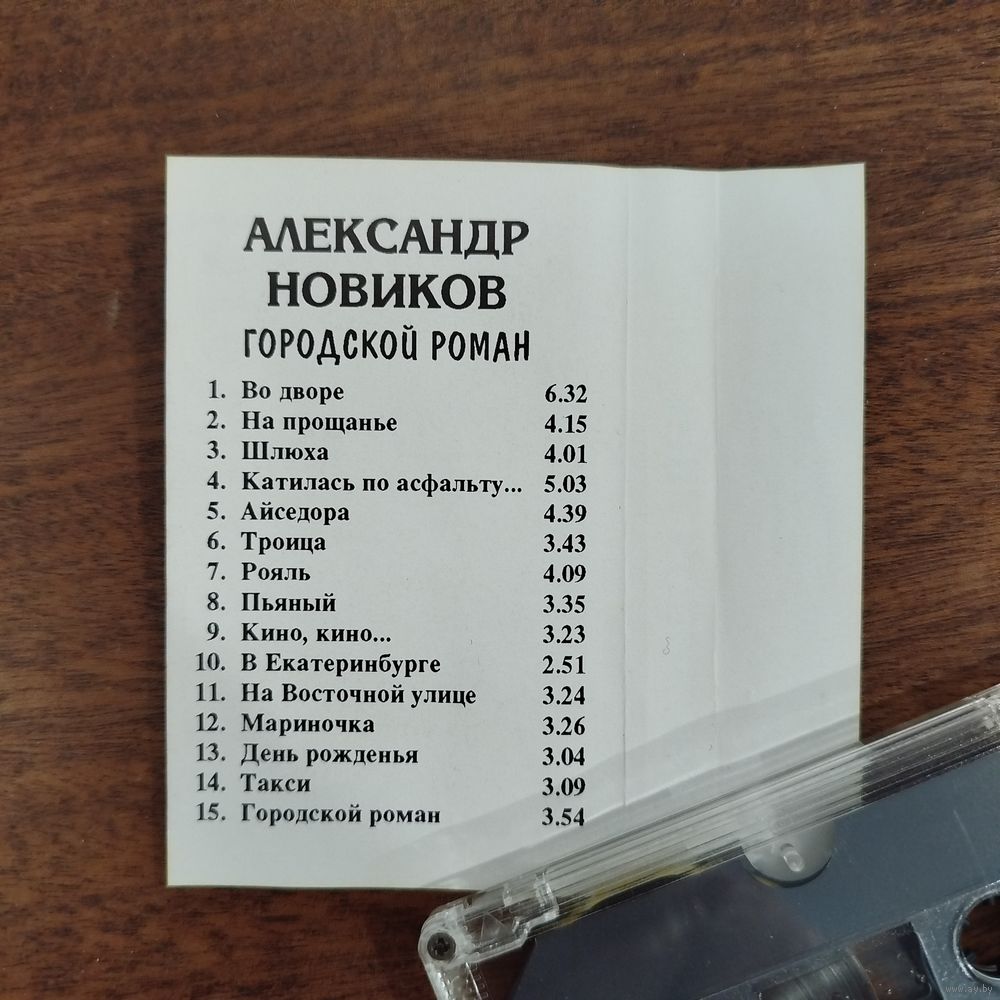 АЛЕКСАНДР
НОВИКОВ
ГОРОДСКОЙ РОМАН
1. Во дворе 6.32
2. На прощанье 4.15
3. Шлюха 4.01
4. Катилась по асфальту... 5.03
5. Айседора 4.39
6. Троица 3.43
7. Рояль 4.09
8. Пьяный 3.35
9. Кино, кино... 3.23
10. В Екатеринбурге 2.51
11. На Восточной улице 3.24
12. Мариночка 3.26
13. День рожденья 3.04
14. Такси 3.09
15. Городской роман 3.54
www.ay.by